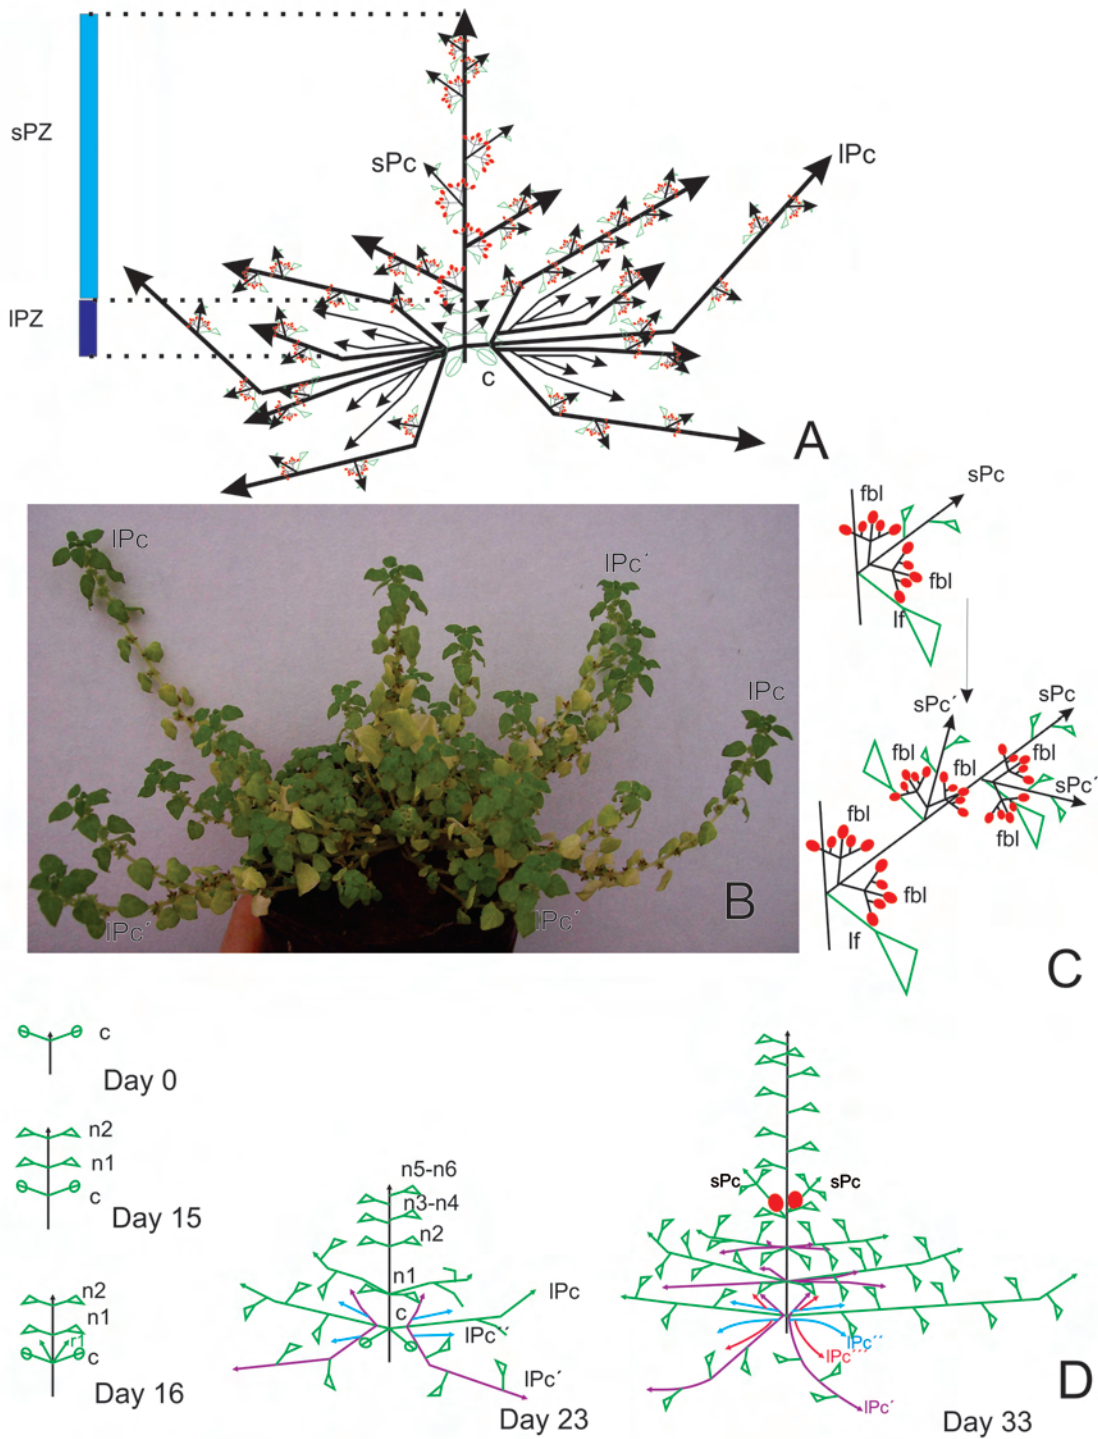 sPZ
lPZ
sPc
lPc
c
A
lPc
lPc´
lPc
lPc´
lPc´
B
sPc
fbl
fbl
lf
sPc
sPc´
fbl
fbl
fbl
sPc´
fbl
fbl
fbl
lf
C
c
Day 0
n2
n1
c
Day 15
n2
n1
r1
c
Day 16
n5-n6
n3-n4
n2
n1
c
lPc
lPc´´
lPc´
Day 23
sPc
sPc
lPc´´
lPc´´´
lPc´
Day 33
D